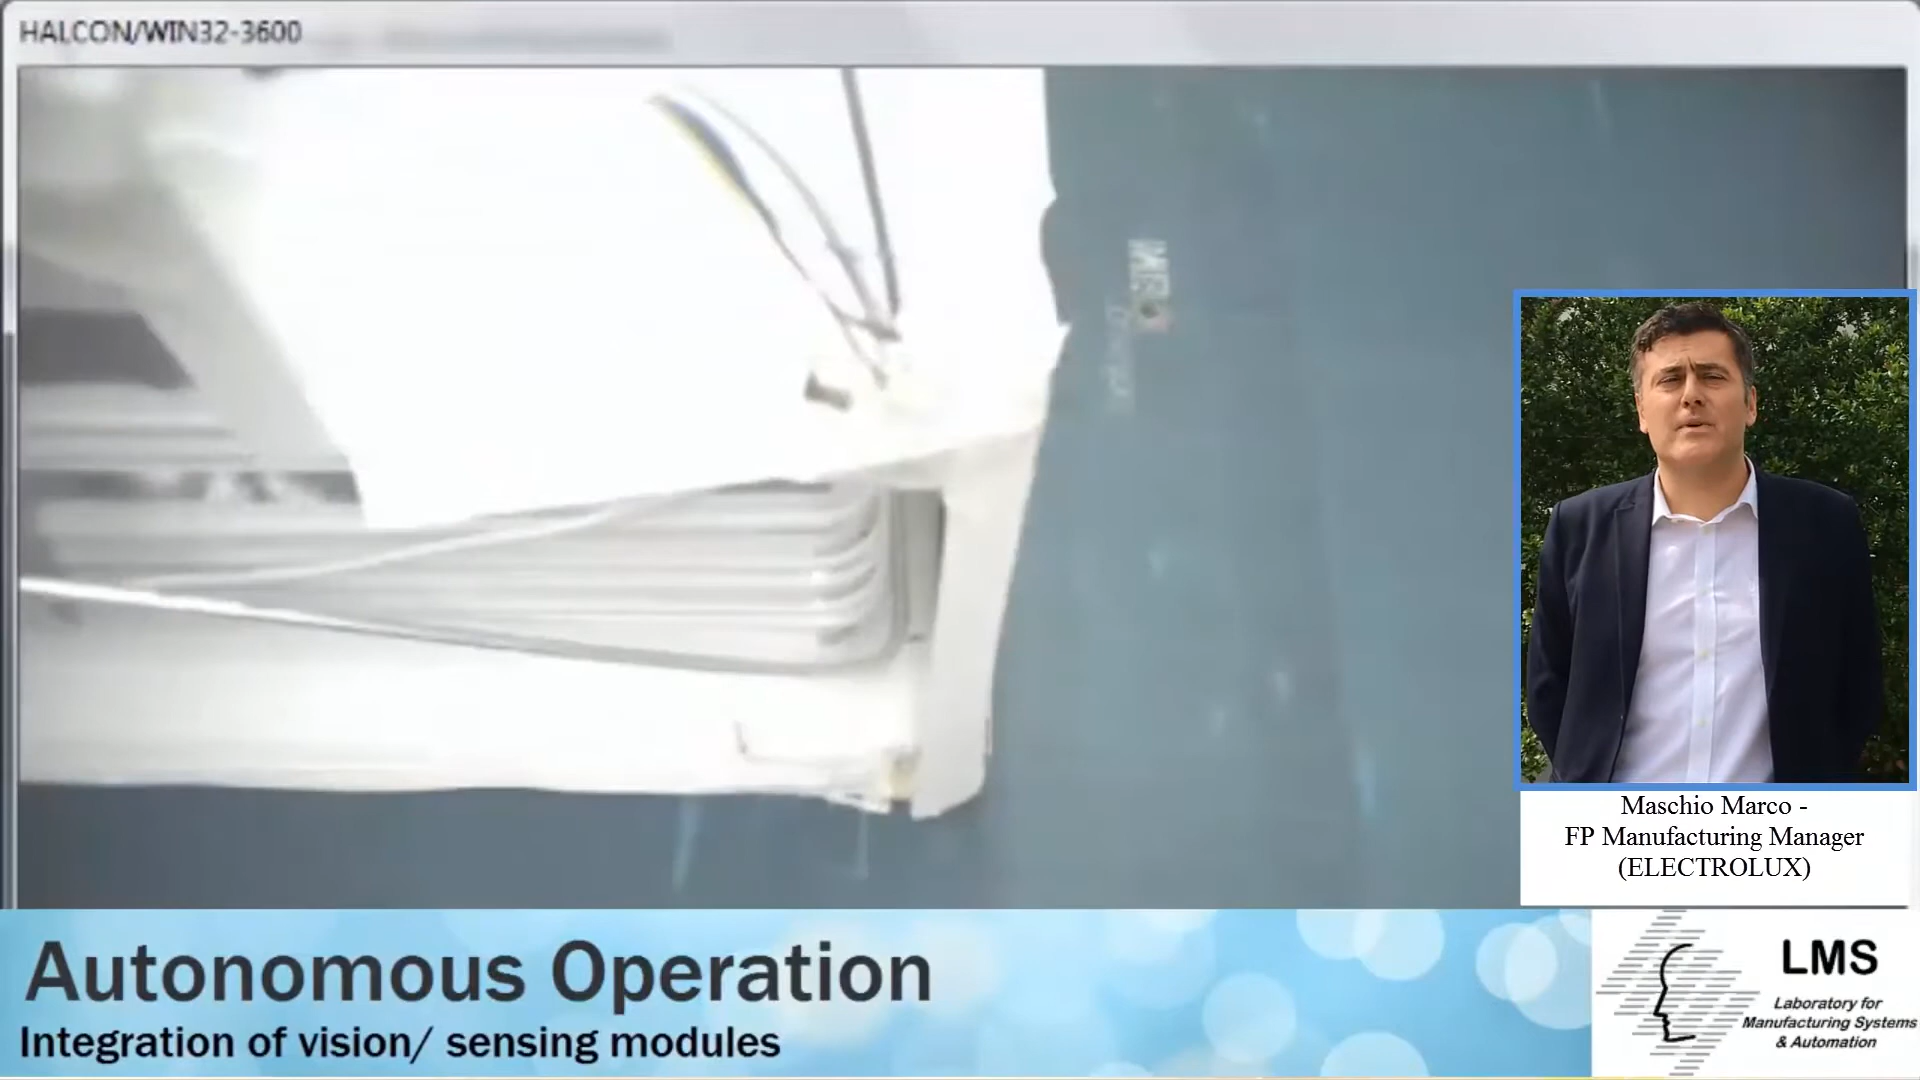 HALCON/WIN32-3600
Maschio Marco -
FP Manufacturing Manager
(ELECTROLUX)
Autonomous Operation
Integration of vision/ sensing modules
LMS
Laboratory for
Manufacturing Systems
& Automation